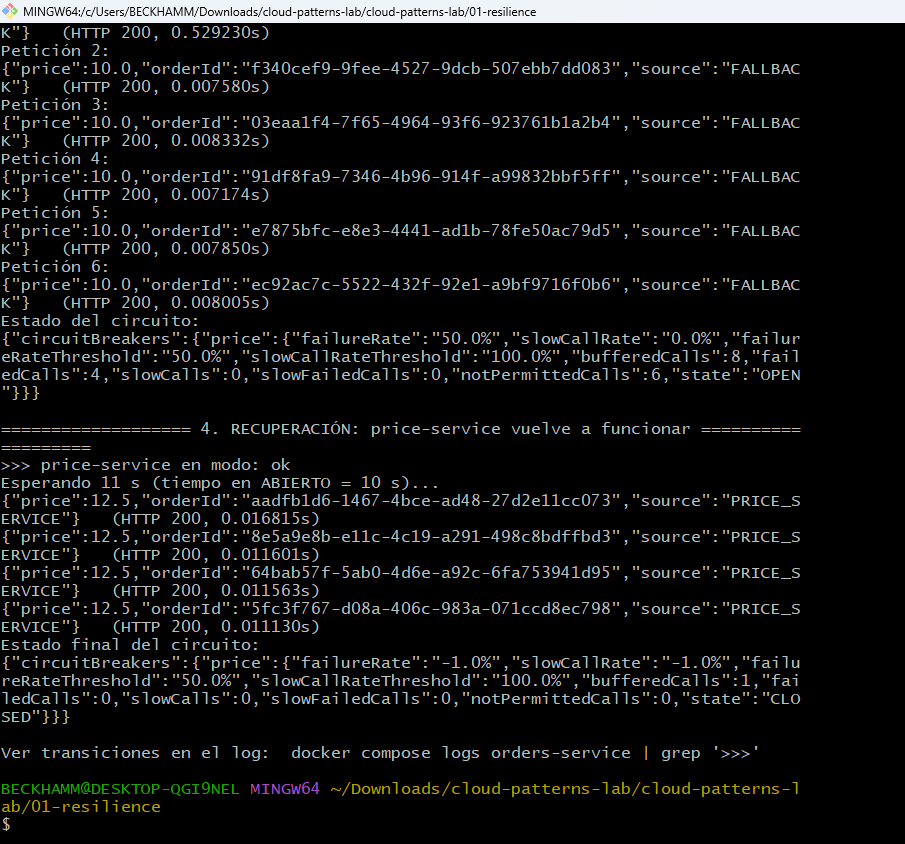 MINGW64:/c/Users/BECKHAMM/Downloads/cloud-patterns-lab/cloud-patterns-lab/01-resilience
K"}   (HTTP 200, 0.529230s)
Petición 2:
{"price":10.0,"orderId":"f340cef9-9fee-4527-9dcb-507ebb7dd083","source":"FALLBAC
K"}   (HTTP 200, 0.007580s)
Petición 3:
{"price":10.0,"orderId":"03eaa1f4-7f65-4964-93f6-923761b1a2b4","source":"FALLBAC
K"}   (HTTP 200, 0.008332s)
Petición 4:
{"price":10.0,"orderId":"91df8fa9-7346-4b96-914f-a99832bbf5ff","source":"FALLBAC
K"}   (HTTP 200, 0.007174s)
Petición 5:
{"price":10.0,"orderId":"e7875bfc-e8e3-4441-ad1b-78fe50ac79d5","source":"FALLBAC
K"}   (HTTP 200, 0.007850s)
Petición 6:
{"price":10.0,"orderId":"ec92ac7c-5522-432f-92e1-a9bf9716f0b6","source":"FALLBAC
K"}   (HTTP 200, 0.008005s)
Estado del circuito:
{"circuitBreakers":{"price":{"failureRate":"50.0%","slowCallRate":"0.0%","failur
eRateThreshold":"50.0%","slowCallRateThreshold":"100.0%","bufferedCalls":8,"fail
edCalls":4,"slowCalls":0,"slowFailedCalls":0,"notPermittedCalls":6,"state":"OPEN
"}}}
=================== 4. RECUPERACIÓN: price-service vuelve a funcionar ==========
=========
>>> price-service en modo: ok
Esperando 11 s (tiempo en ABIERTO = 10 s)...
{"price":12.5,"orderId":"aadfb1d6-1467-4bce-ad48-27d2e11cc073","source":"PRICE_S
ERVICE"}   (HTTP 200, 0.016815s)
{"price":12.5,"orderId":"8e5a9e8b-e11c-4c19-a291-498c8bdffbd3","source":"PRICE_S
ERVICE"}   (HTTP 200, 0.011601s)
{"price":12.5,"orderId":"64bab57f-5ab0-4d6e-a92c-6fa753941d95","source":"PRICE_S
ERVICE"}   (HTTP 200, 0.011563s)
{"price":12.5,"orderId":"5fc3f767-d08a-406c-983a-071ccd8ec798","source":"PRICE_S
ERVICE"}   (HTTP 200, 0.011130s)
Estado final del circuito:
{"circuitBreakers":{"price":{"failureRate":"-1.0%","slowCallRate":"-1.0%","failu
reRateThreshold":"50.0%","slowCallRateThreshold":"100.0%","bufferedCalls":1,"fai
ledCalls":0,"slowCalls":0,"slowFailedCalls":0,"notPermittedCalls":0,"state":"CLO
SED"}}}
Ver transiciones en el log:  docker compose logs orders-service | grep '>>>'
BECKHAMM@DESKTOP-QGI9NEL MINGW64 ~/Downloads/cloud-patterns-lab/cloud-patterns-l
ab/01-resilience
$